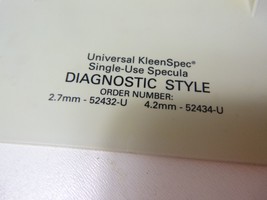 Universal KleenSpec®
Single-Use Specula
DIAGNOSTIC STYLE
ORDER NUMBER:
2.7mm - 52432-U 4.2mm - 52434-U